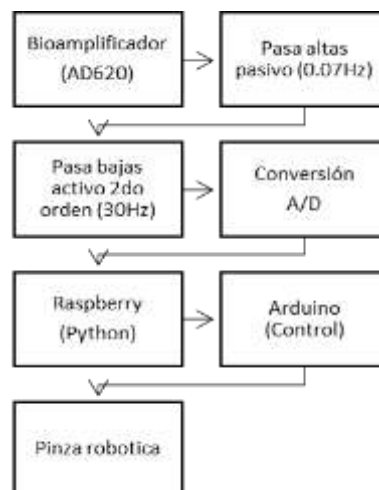 Bioamplificador
(AD620)
Pasa altas
pasivo (0.07Hz)
Pasa bajas
activo 2do
orden (30Hz)
Conversión
A/D
Raspberry
(Python)
Arduino
(Control)
Pinza robotica